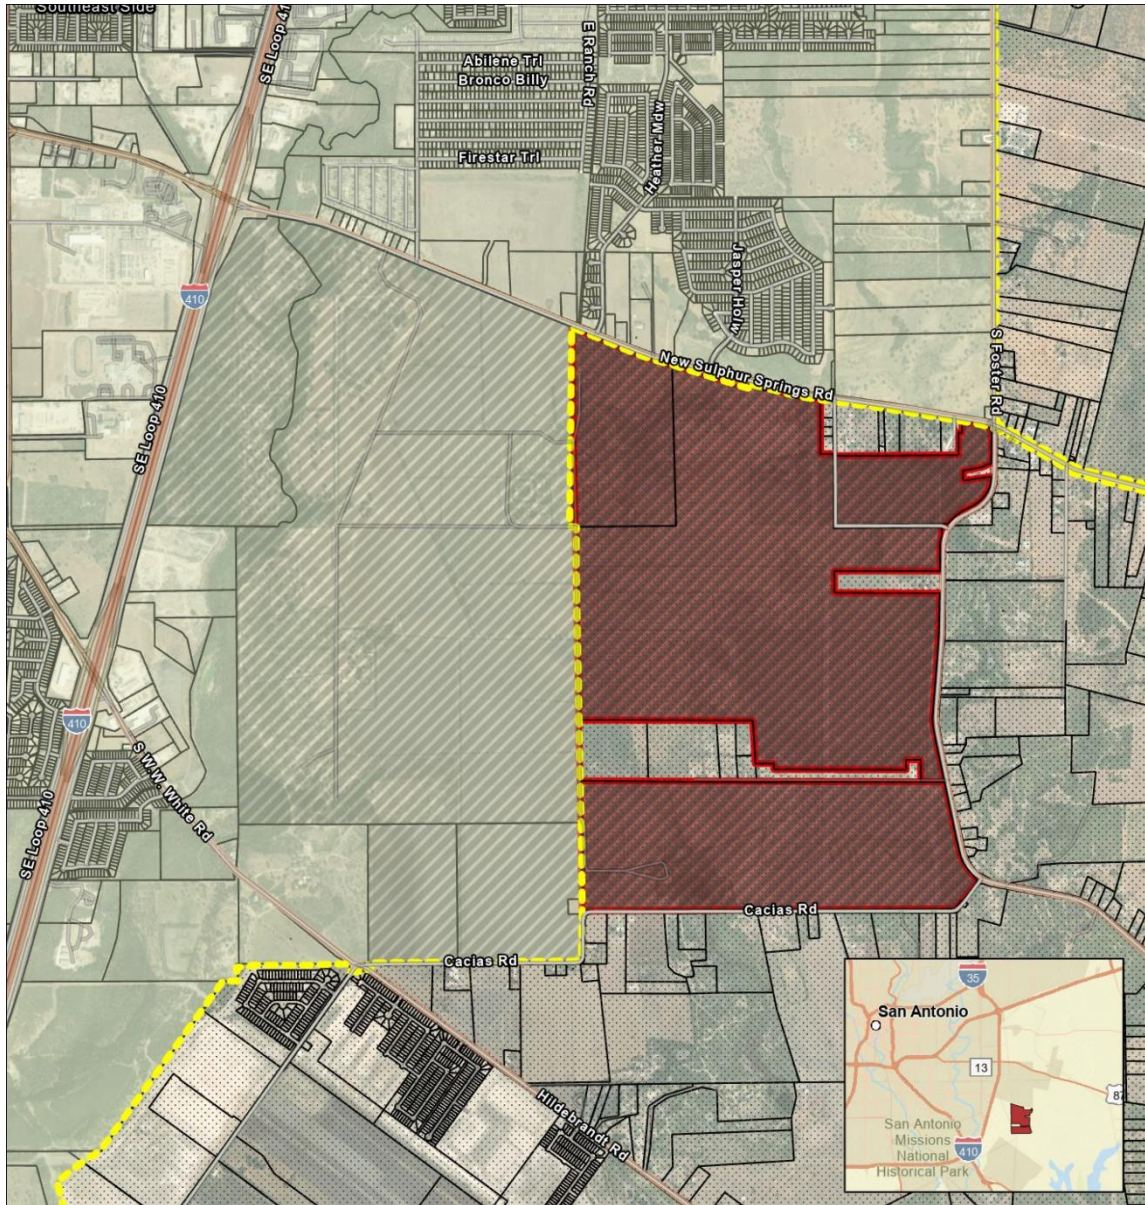 Southeast Side
SE Loop 410
E Ranch Rd
Abilene Trl
Bronco Billy
Firestar Trl
Heather Mdw
Jasper Holw
410
New Sulphur Springs Rd
S Foster Rd
SE Loop 410
410
S W.W. White Rd
SE Loop 410
Cacias Rd
Cacias Rd
Hildebrandt Rd
35
San Antonio
13
87
San Antonio
Missions
National
Historical Park
410